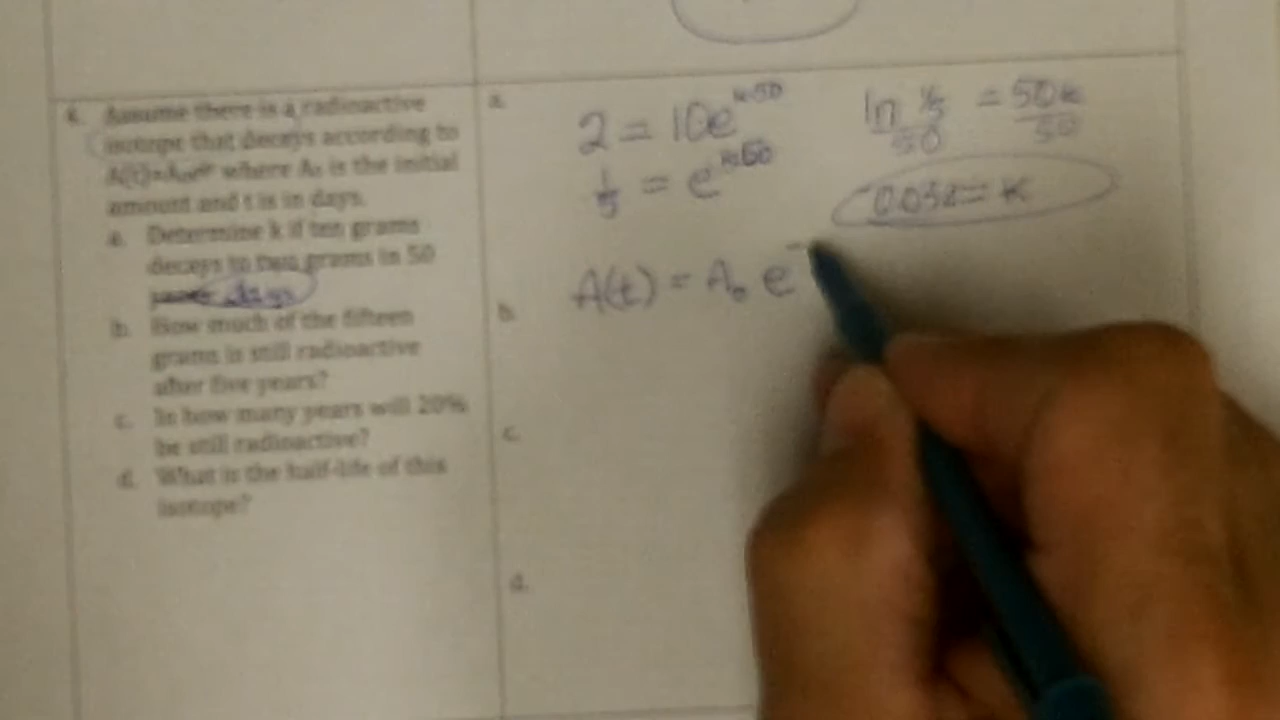 Assume there is a radioactive
isotope that decays according to
A(t)=A₀eᵏᵗ where A₀ is the initial
amount and t is in days.
a. Determine k if ten grams
decays to two grams in 50
days
b. How much of the fifteen
grams is still radioactive
after five years?
c. In how many years will 20%
be still radioactive?
d. What is the half-life of this
isotope?
a.
2 = 10e^k50
1/5 = e^k50
ln 1/5 = 50k
50 50
-0.032 = k
A(t) = A₀ e^-
b.
c.
d.